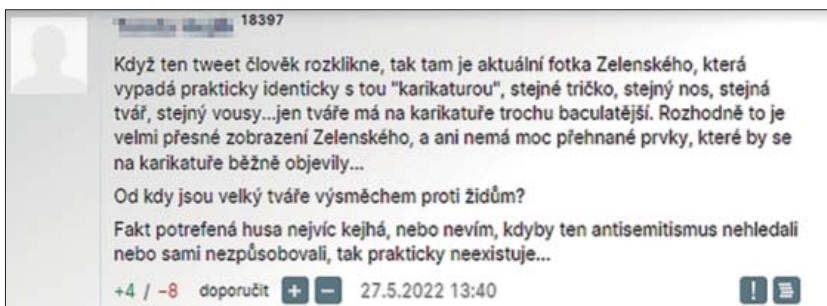 18397
Když ten tweet člověk rozklikne, tak tam je aktuální fotka Zelenského, která
vypadá prakticky identicky s tou "karikaturou", stejné tričko, stejný nos, stejná
tvář, stejný vousy...jen tváře má na karikatuře trochu baculatější. Rozhodně to je
velmi přesné zobrazení Zelenského, a ani nemá moc přehnané prvky, které by se
na karikatuře běžně objevily...
Od kdy jsou velký tváře výsměchem proti židům?
Fakt potrefená husa nejvíc kejhá, nebo nevím, kdyby ten antisemitismus nehledali
nebo sami nezpůsobovali, tak prakticky neexistuje...
+4 / −8 doporučit + − 27.5.2022 13:40 !